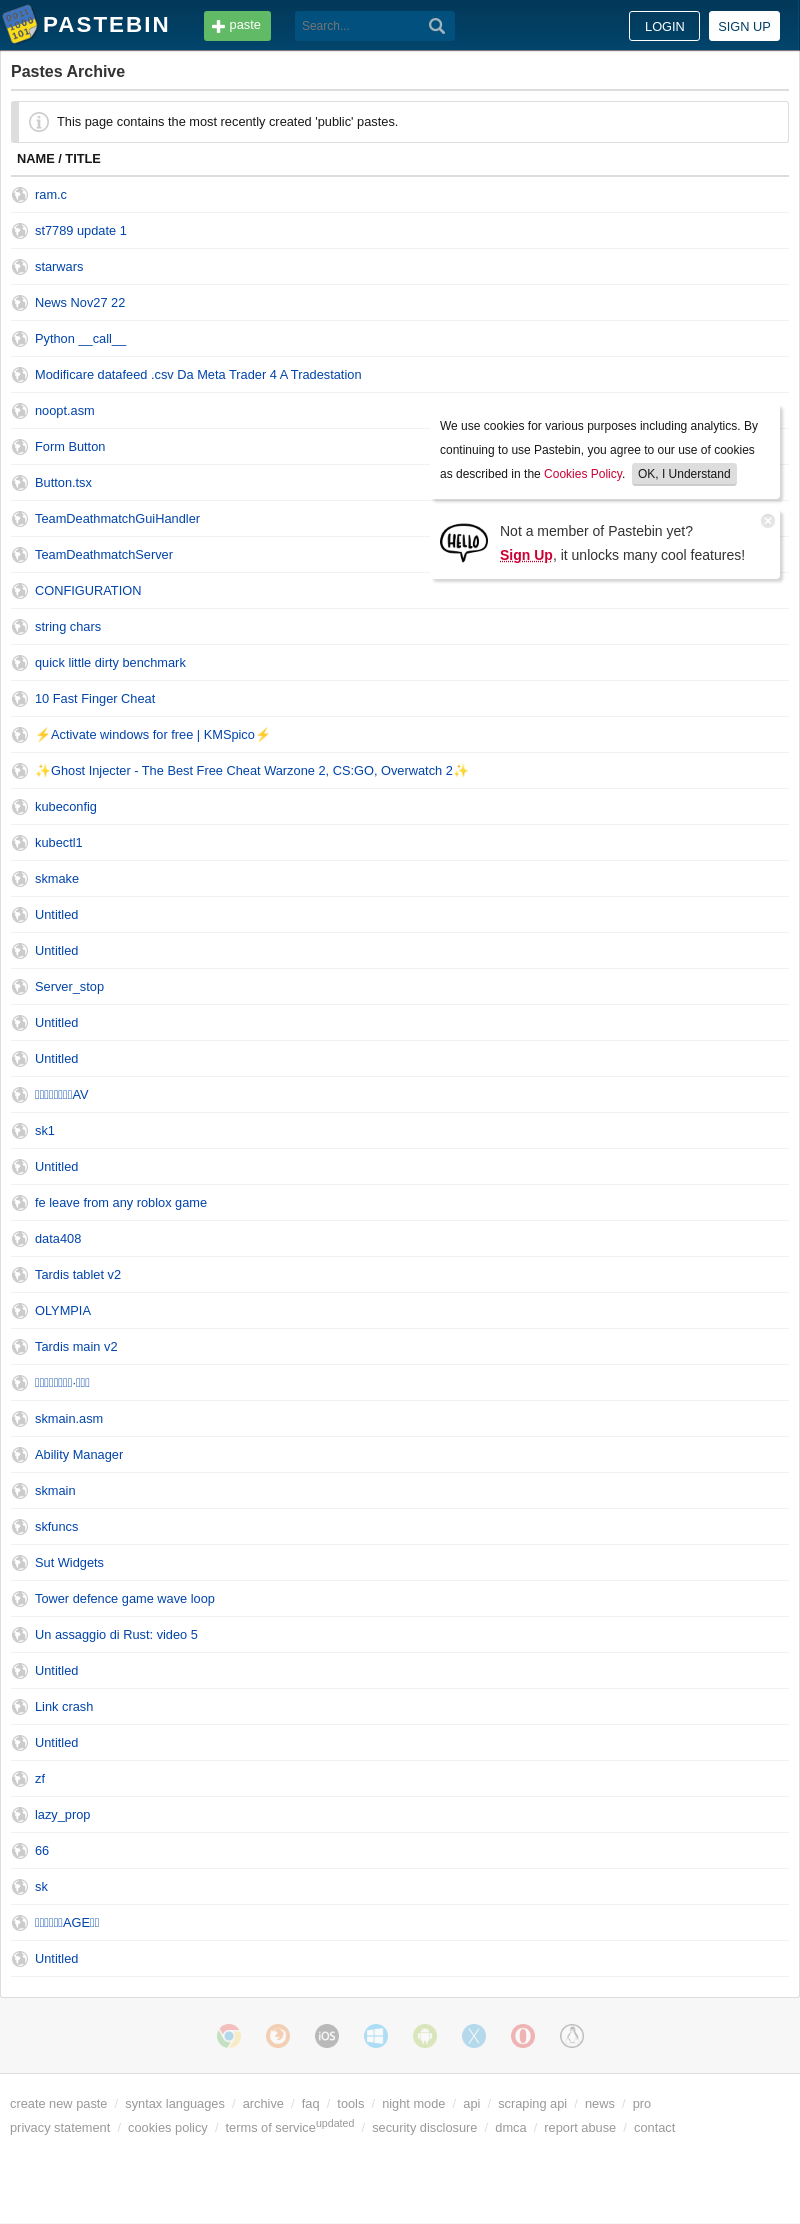 PASTEBIN
paste
Search...
LOGIN
SIGN UP
Pastes Archive
This page contains the most recently created 'public' pastes.
NAME / TITLE
ram.c
st7789 update 1
starwars
News Nov27 22
Python __call__
Modificare datafeed .csv Da Meta Trader 4 A Tradestation
noopt.asm
Form Button
Button.tsx
TeamDeathmatchGuiHandler
TeamDeathmatchServer
We use cookies for various purposes including analytics. By
continuing to use Pastebin, you agree to our use of cookies
as described in the Cookies Policy. OK, I Understand
HELLO
Not a member of Pastebin yet?
Sign Up, it unlocks many cool features!
CONFIGURATION
string chars
quick little dirty benchmark
10 Fast Finger Cheat
⚡Activate windows for free | KMSpico⚡
✨Ghost Injecter - The Best Free Cheat Warzone 2, CS:GO, Overwatch 2✨
kubeconfig
kubectl1
skmake
Untitled
Untitled
Server_stop
Untitled
Untitled
AV
sk1
Untitled
fe leave from any roblox game
data408
Tardis tablet v2
OLYMPIA
Tardis main v2
skmain.asm
Ability Manager
skmain
skfuncs
Sut Widgets
Tower defence game wave loop
Un assaggio di Rust: video 5
Untitled
Link crash
Untitled
zf
lazy_prop
66
sk
AGE
Untitled
iOS
create new paste / syntax languages / archive / faq / tools / night mode / api / scraping api / news / pro
privacy statement / cookies policy / terms of service updated / security disclosure / dmca / report abuse / contact